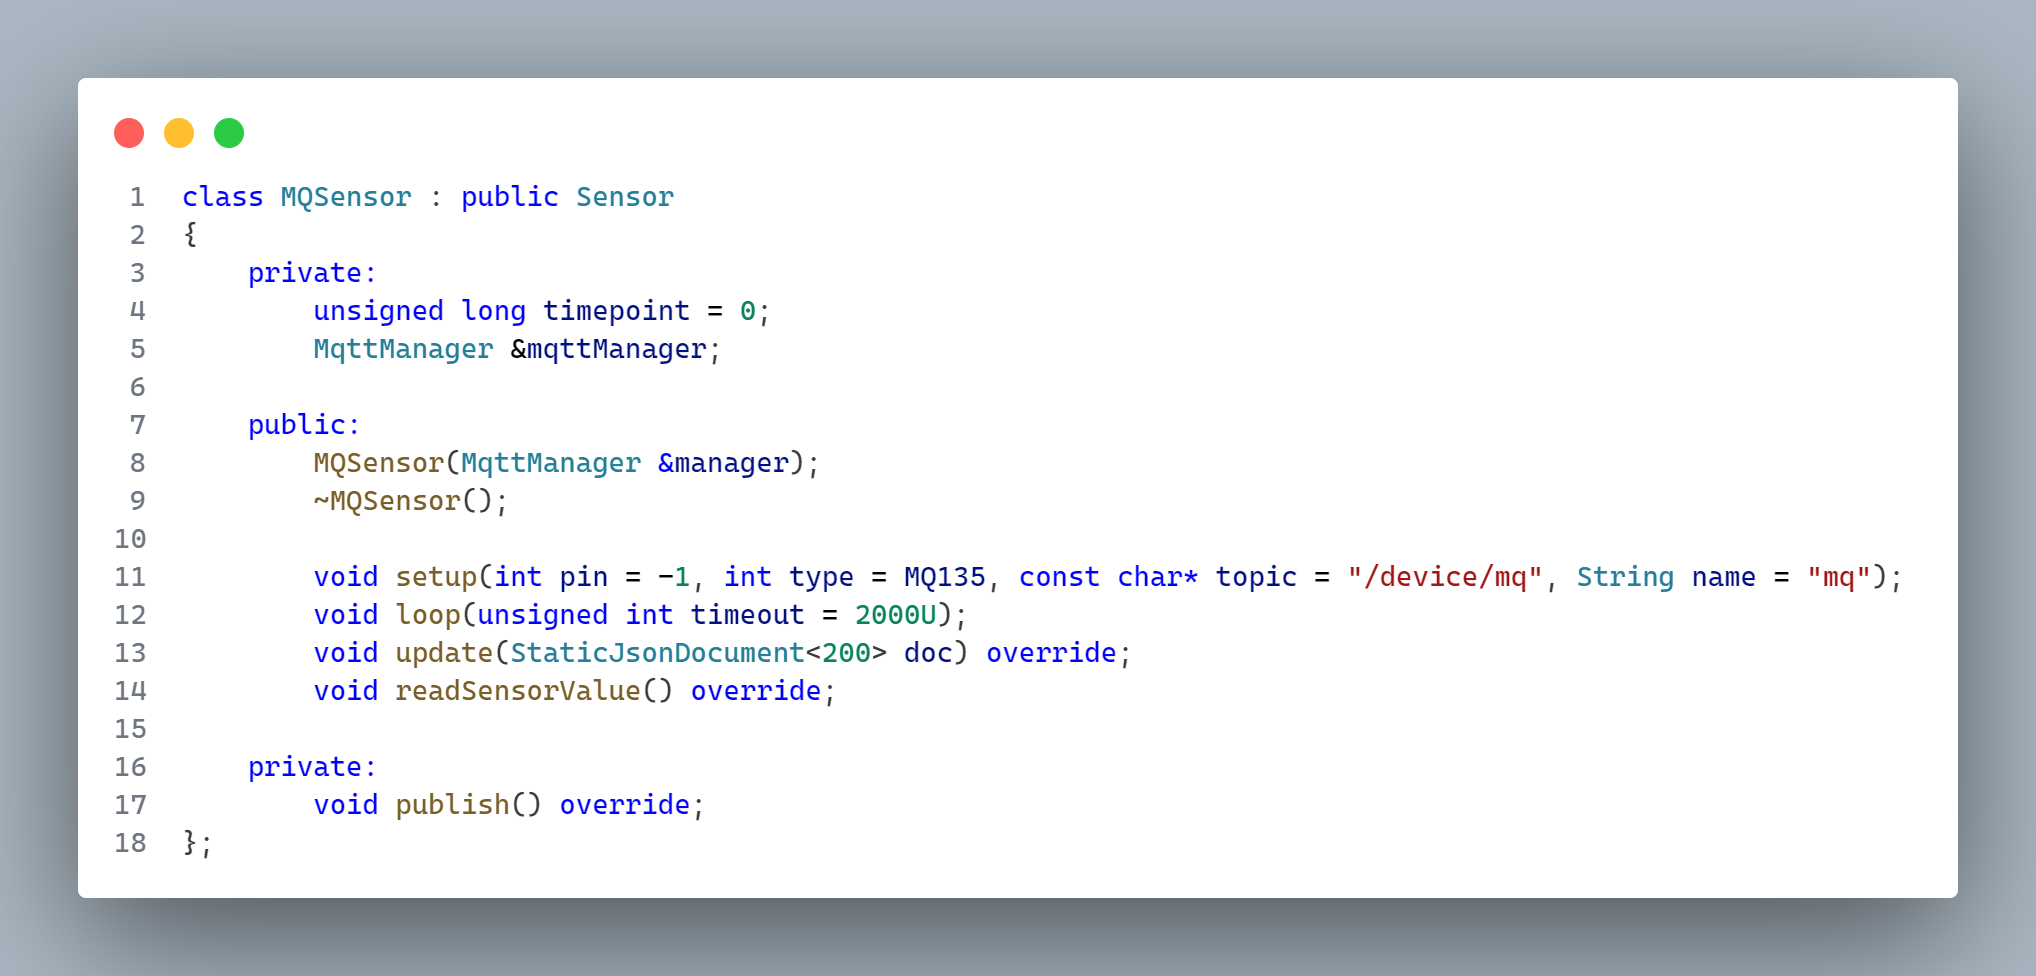 1 class MQSensor : public Sensor
2 {
3     private:
4         unsigned long timepoint = 0;
5         MqttManager &mqttManager;
6
7     public:
8         MQSensor(MqttManager &manager);
9         ~MQSensor();
10
11         void setup(int pin = -1, int type = MQ135, const char* topic = "/device/mq", String name = "mq");
12         void loop(unsigned int timeout = 2000U);
13         void update(StaticJsonDocument<200> doc) override;
14         void readSensorValue() override;
15
16     private:
17         void publish() override;
18 };